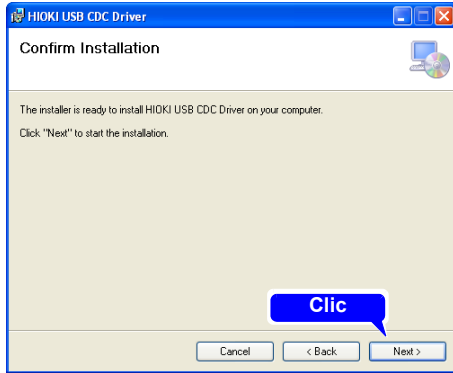 HIOKI USB CDC Driver
Confirm Installation
The installer is ready to install HIOKI USB CDC Driver on your computer.
Click "Next" to start the installation.
Clic
Cancel
< Back
Next >